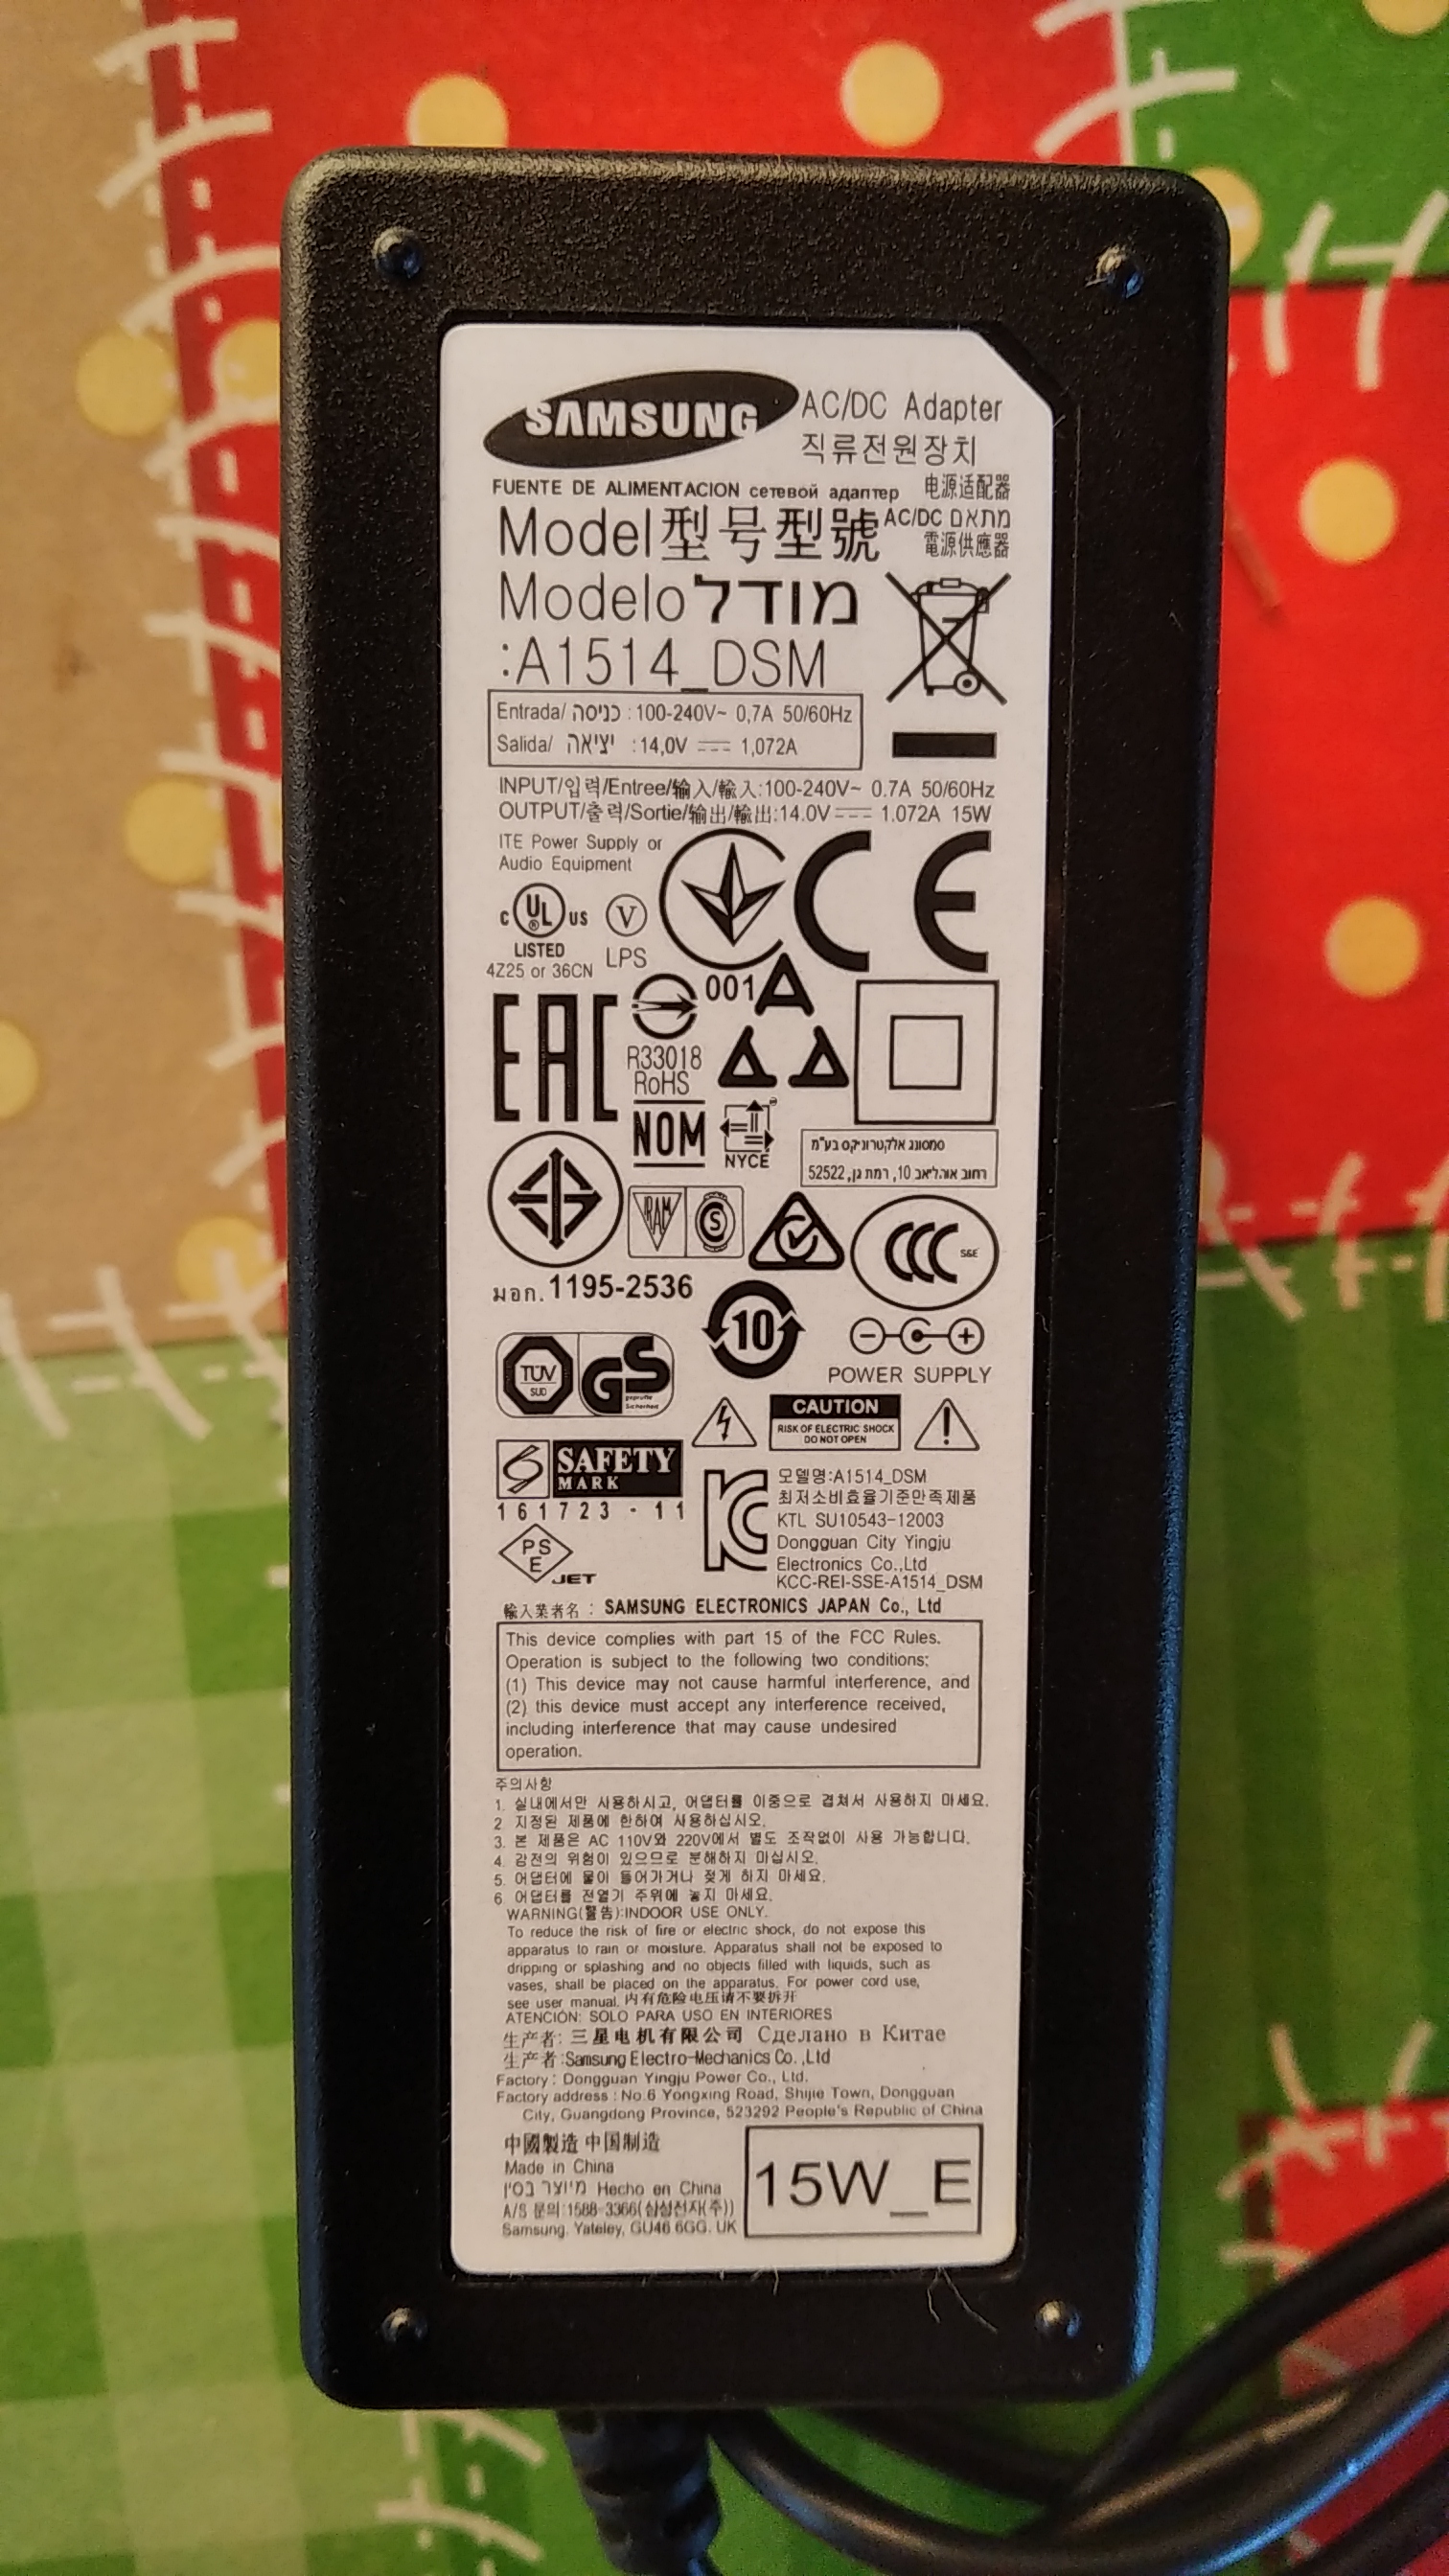 SAMSUNG AC/DC Adapter
직류전원장치
FUENTE DE ALIMENTACION сетевой адаптер 电源适配器
Model 型号 型號 AC/DC מתאם
電源供應器
Modelo מודל
:A1514_DSM
Entrada/ כניסה : 100-240V~ 0,7A 50/60Hz
Salida/ יציאה : 14,0V 1,072A
INPUT/입력/Entree/输入/輸入:100-240V~ 0.7A 50/60Hz
OUTPUT/출력/Sortie/输出/輸出:14.0V 1.072A 15W
ITE Power Supply or
Audio Equipment
c UL ® us
LISTED
4Z25 or 36CN
V
LPS
CE
EAC
001
R33018
RoHS
NOM
NYCE
סמסונג אלקטרוניקס בע"מ
רחוב אוהליאב 10, רמת גן, 52522
IRAM S
CCC S&E
มอก. 1195-2536
10
POWER SUPPLY
TÜV
SUD
GS
geprüfte
Sicherheit
CAUTION
RISK OF ELECTRIC SHOCK
DO NOT OPEN
S SAFETY
MARK
161723-11
PS
E
JET
KC
모델명:A1514_DSM
최저소비효율기준만족제품
KTL SU10543-12003
Dongguan City Yingju
Electronics Co.,Ltd
KCC-REI-SSE-A1514_DSM
輸入業者名 : SAMSUNG ELECTRONICS JAPAN Co., Ltd
This device complies with part 15 of the FCC Rules.
Operation is subject to the following two conditions:
(1) This device may not cause harmful interference, and
(2) this device must accept any interference received,
including interference that may cause undesired
operation.
주의사항
1. 실내에서만 사용하시고, 어댑터를 이중으로 겹쳐서 사용하지 마세요.
2. 지정된 제품에 한하여 사용하십시오.
3. 본 제품은 AC 110V와 220V에서 별도 조작없이 사용 가능합니다.
4. 감전의 위험이 있으므로 분해하지 마십시오.
5. 어댑터에 물이 들어가거나 젖게 하지 마세요.
6. 어댑터를 전열기 주위에 놓지 마세요.
WARNING(警告):INDOOR USE ONLY.
To reduce the risk of fire or electric shock, do not expose this
apparatus to rain or moisture. Apparatus shall not be exposed to
dripping or splashing and no objects filled with liquids, such as
vases, shall be placed on the apparatus. For power cord use,
see user manual. 内有危险电压请不要拆开
ATENCIÓN: SOLO PARA USO EN INTERIORES
生产者: 三星电机有限公司 Сделано в Китае
生产者:Samsung Electro-Mechanics Co.,Ltd
Factory : Dongguan Yingju Power Co., Ltd.
Factory address : No.6 Yongxing Road, Shijie Town, Dongguan
City, Guangdong Province, 523292 People's Republic of China
中國製造 中国制造
Made in China
מיוצר בסין Hecho en China
A/S 문의:1588-3366(삼성전자(주))
Samsung. Yateley, GU46 6GG. UK
15W_E